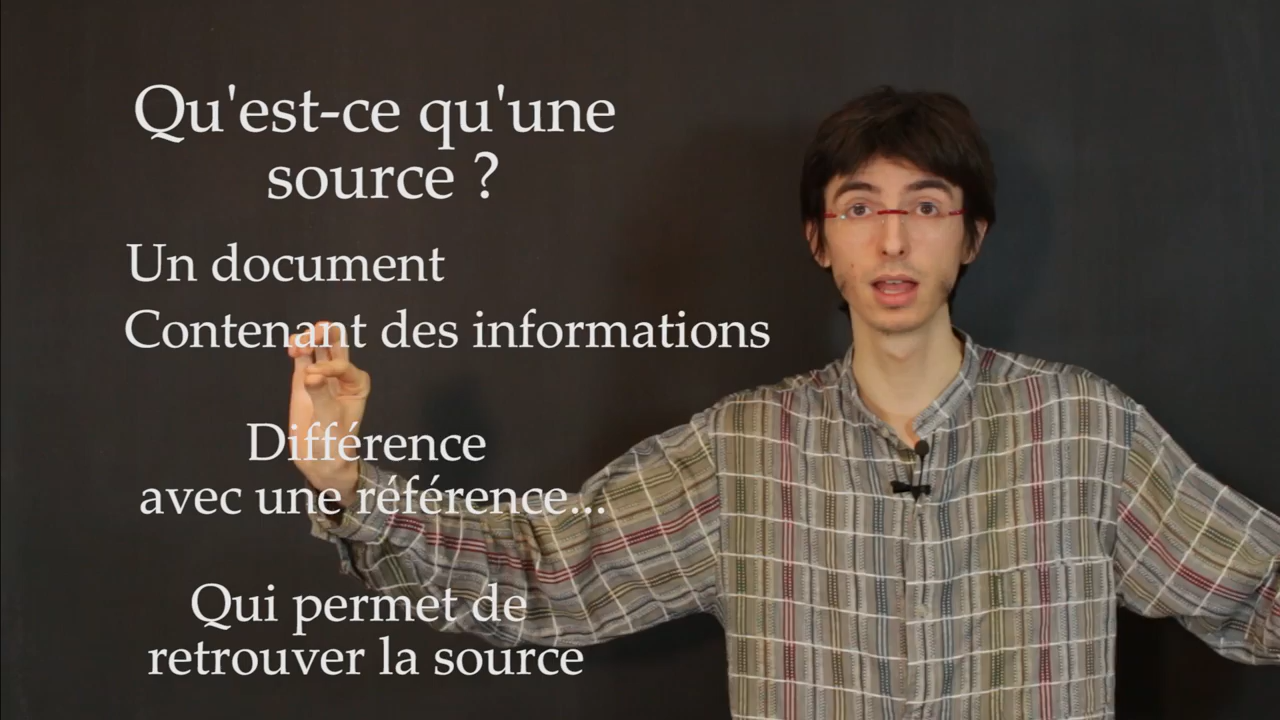 Qu'est-ce qu'une
source ?
Un document
Contenant des informations
Différence
avec une référence...
Qui permet de
retrouver la source